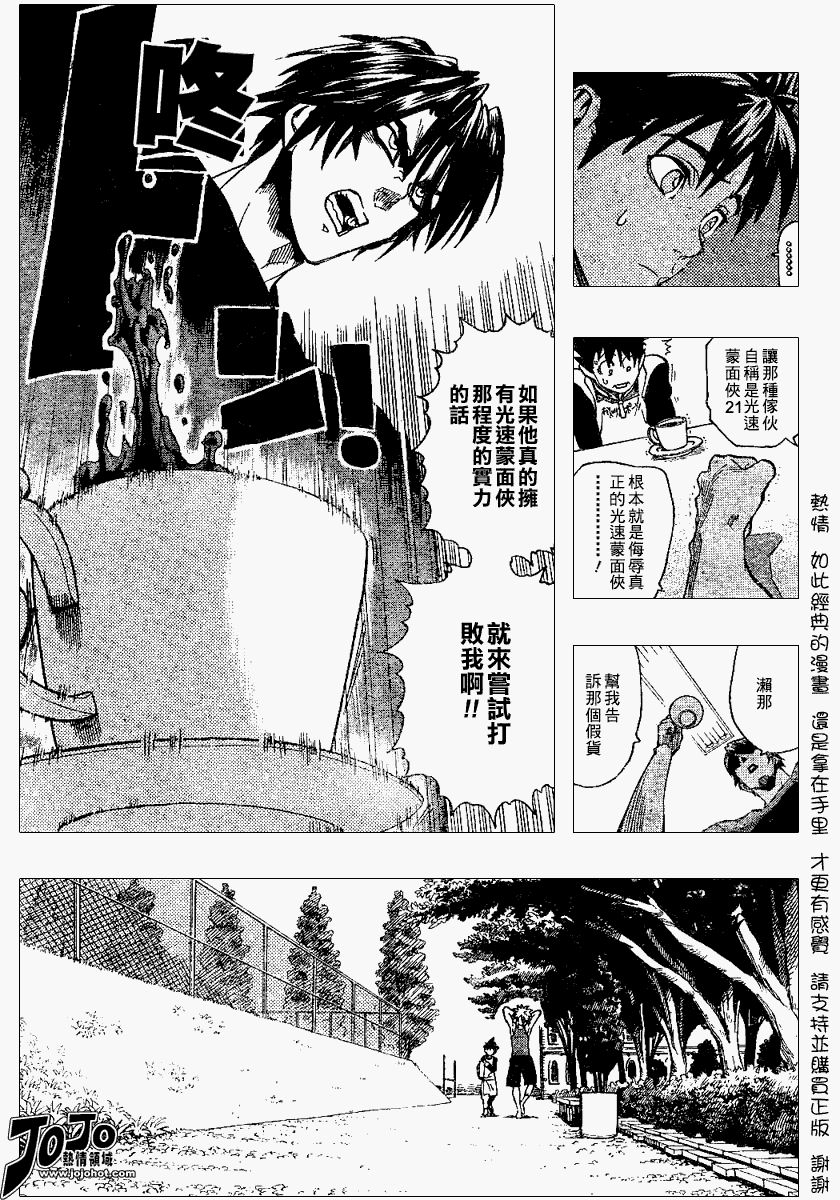 ………
讓那種傢伙
自稱是光速
蒙面俠21
根本就是侮辱真
正的光速蒙面俠
……………！
瀨那
幫我告
訴那個假貨
咚
！！
如果他真的擁
有光速蒙面俠
那程度的實力
的話
就來嘗試打
敗我啊!!
熱情 如此經典的漫畫 還是拿在手里 才更有感覺 請支持並購買正版 謝謝
JOJO
熱情領域
www.jojohot.com